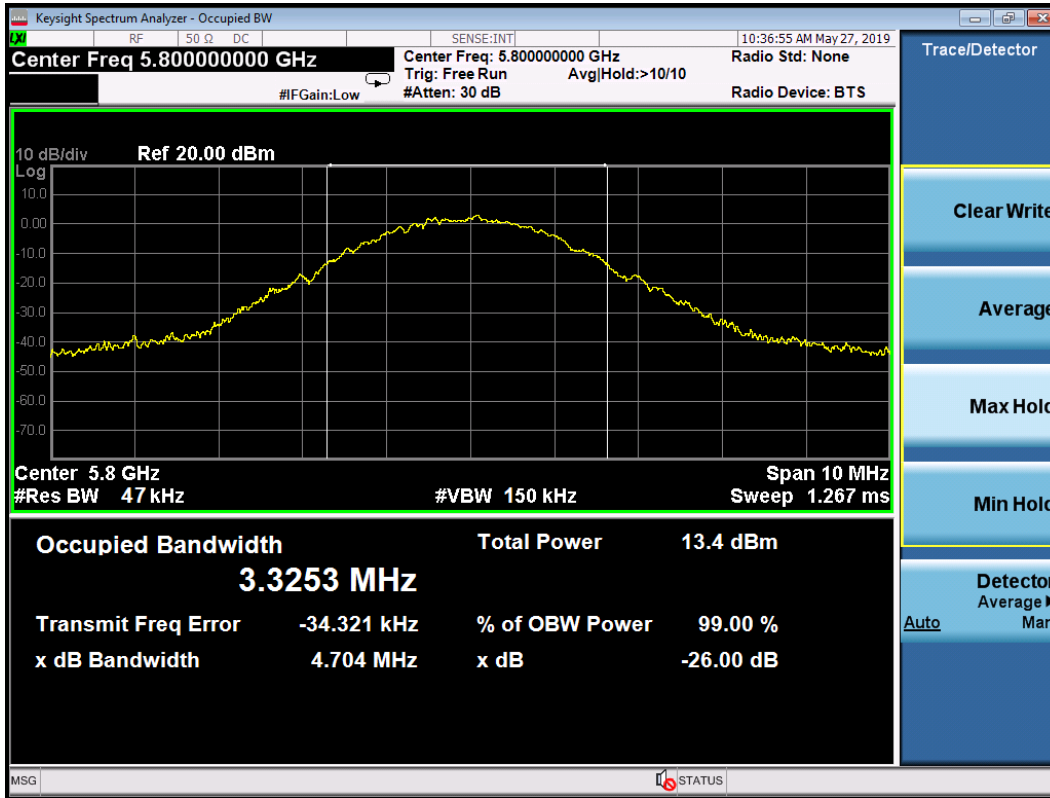 Keysight Spectrum Analyzer - Occupied BW
LXI RF 50 Ω DC SENSE:INT 10:36:55 AM May 27, 2019
Center Freq 5.800000000 GHz
Center Freq: 5.800000000 GHz Radio Std: None
Trig: Free Run Avg|Hold:>10/10
#IFGain:Low #Atten: 30 dB Radio Device: BTS
10 dB/div Ref 20.00 dBm
Log
10.0
0.00
-10.0
-20.0
-30.0
-40.0
-50.0
-60.0
-70.0
Center 5.8 GHz Span 10 MHz
#Res BW 47 kHz #VBW 150 kHz Sweep 1.267 ms
Occupied Bandwidth Total Power 13.4 dBm
3.3253 MHz
Transmit Freq Error -34.321 kHz % of OBW Power 99.00 %
x dB Bandwidth 4.704 MHz x dB -26.00 dB
MSG STATUS
Trace/Detector
Clear Write
Average
Max Hold
Min Hold
Detector
Average
Auto Man